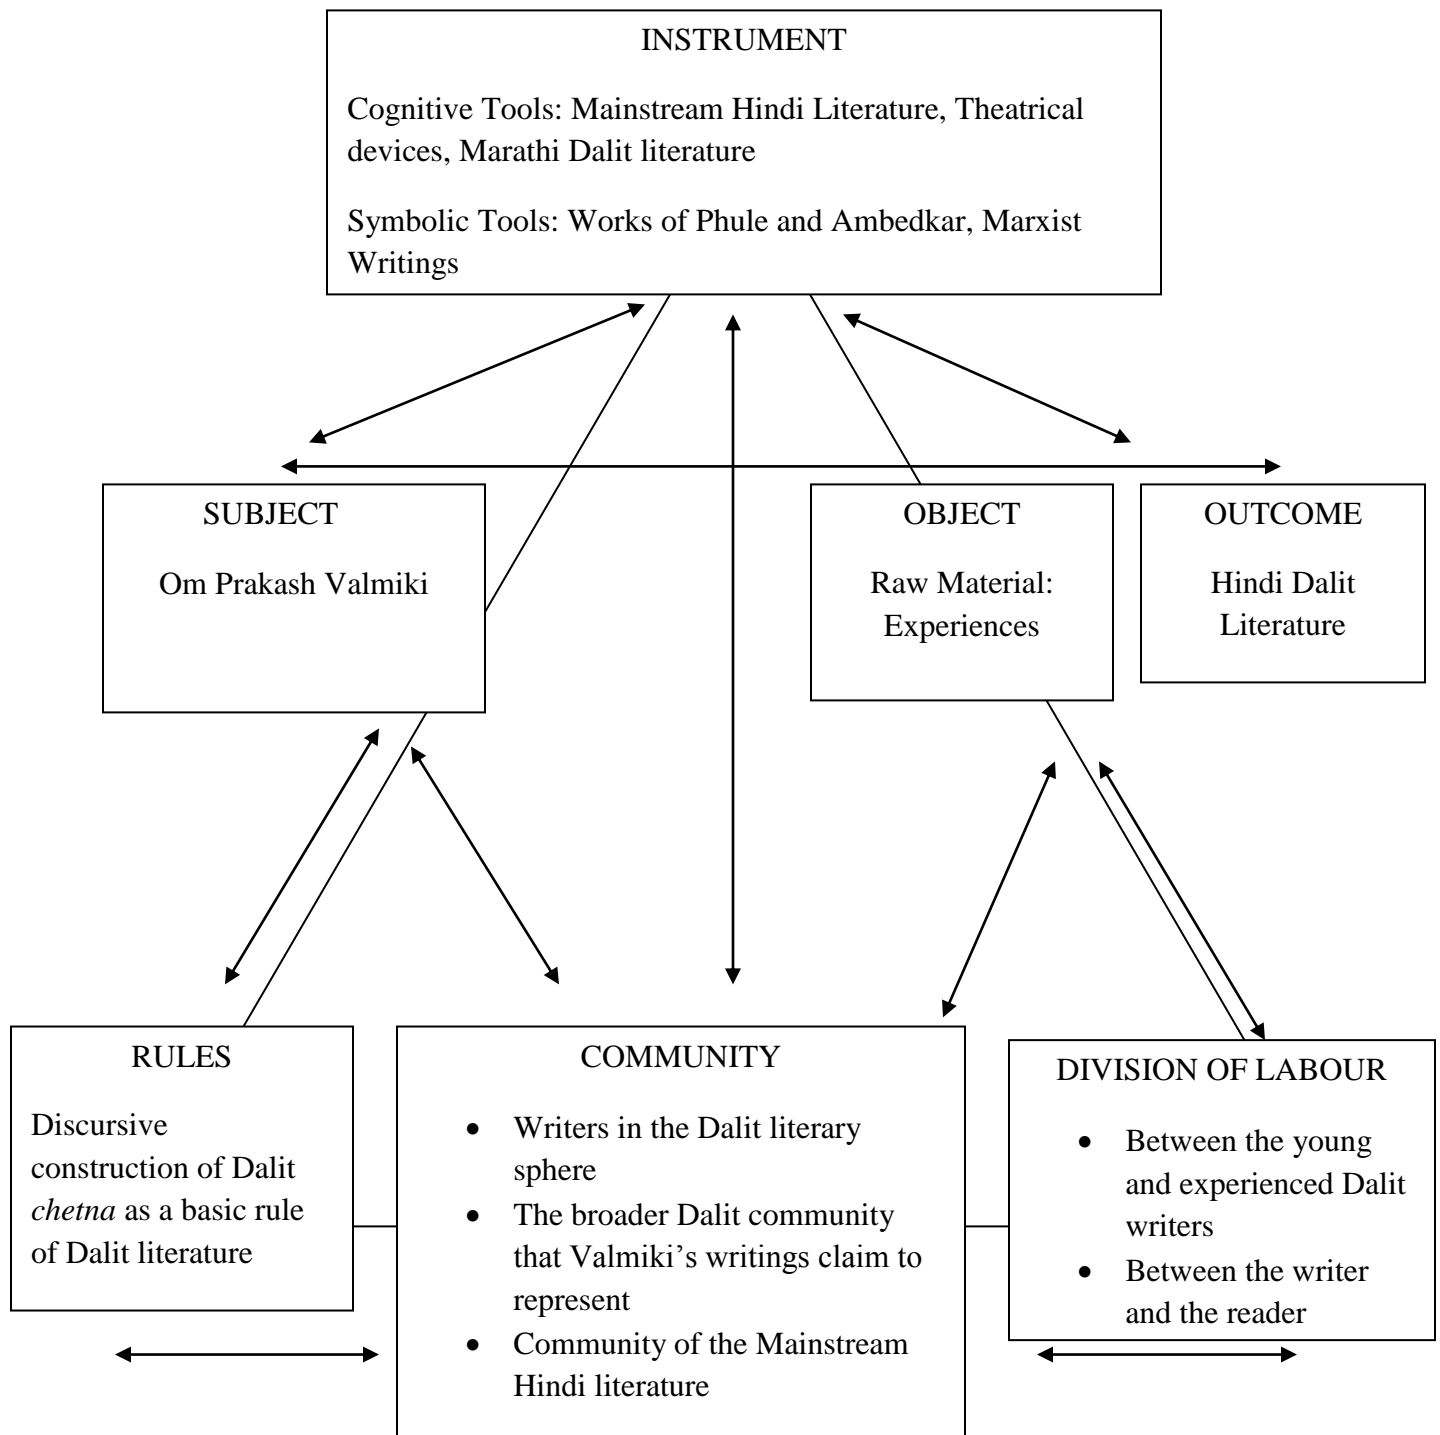 INSTRUMENT
Cognitive Tools: Mainstream Hindi Literature, Theatrical
devices, Marathi Dalit literature
Symbolic Tools: Works of Phule and Ambedkar, Marxist
Writings
SUBJECT
Om Prakash Valmiki
OBJECT
Raw Material:
Experiences
OUTCOME
Hindi Dalit
Literature
RULES
Discursive
construction of Dalit
chetna as a basic rule
of Dalit literature
COMMUNITY
• Writers in the Dalit literary
sphere
• The broader Dalit community
that Valmiki’s writings claim to
represent
• Community of the Mainstream
Hindi literature
DIVISION OF LABOUR
• Between the young
and experienced Dalit
writers
• Between the writer
and the reader